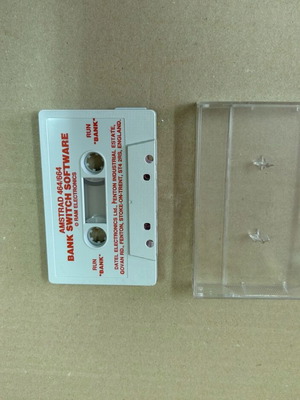 AMSTRAD 464/664
BANK SWITCH SOFTWARE
© RAM ELECTRONICS
RUN
"BANK"
RUN
"BANK"
DATEL ELECTRONICS Ltd., FENTON INDUSTRIAL ESTATE,
GOVAN RD., FENTON, STOKE-ON-TRENT, ST4 2RS, ENGLAND.